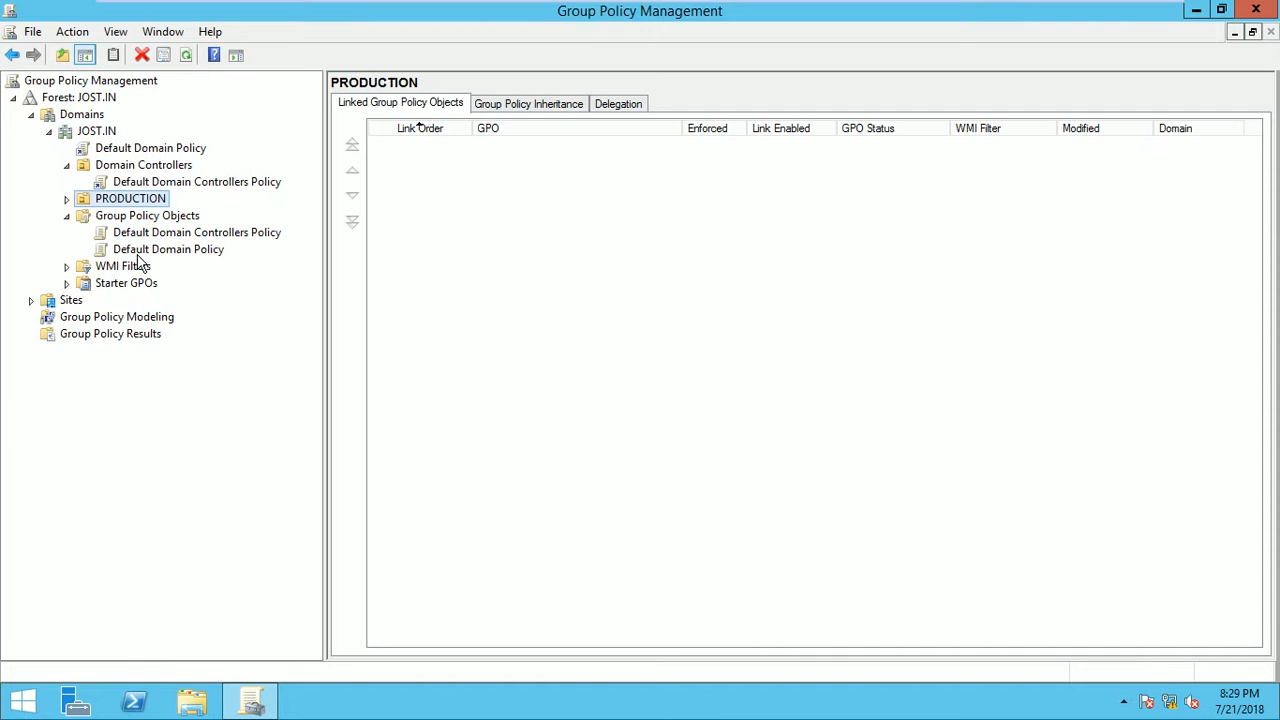 Group Policy Management
File Action View Window Help
Group Policy Management
Forest: JOST.IN
Domains
JOST.IN
Default Domain Policy
Domain Controllers
Default Domain Controllers Policy
PRODUCTION
Group Policy Objects
Default Domain Controllers Policy
Default Domain Policy
WMI Filters
Starter GPOs
Sites
Group Policy Modeling
Group Policy Results
PRODUCTION
Linked Group Policy Objects Group Policy Inheritance Delegation
Link Order GPO Enforced Link Enabled GPO Status WMI Filter Modified Domain
8:29 PM
7/21/2018